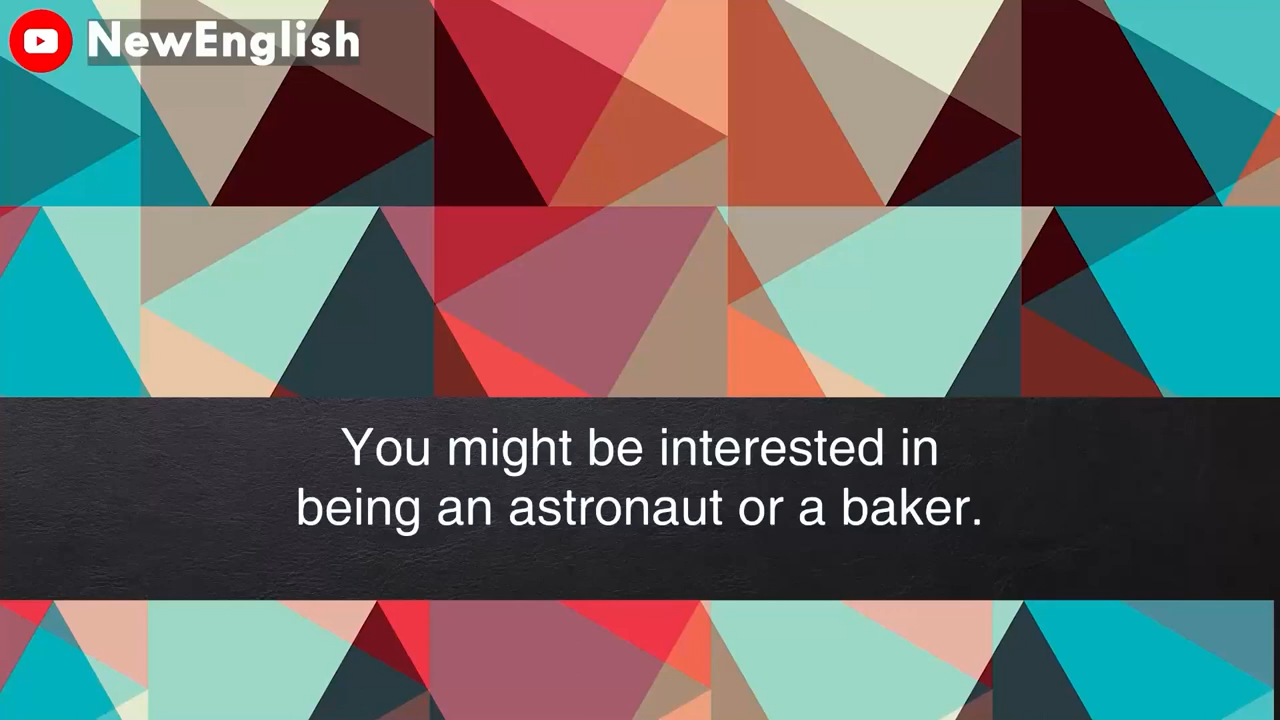 NewEnglish
You might be interested in
being an astronaut or a baker.